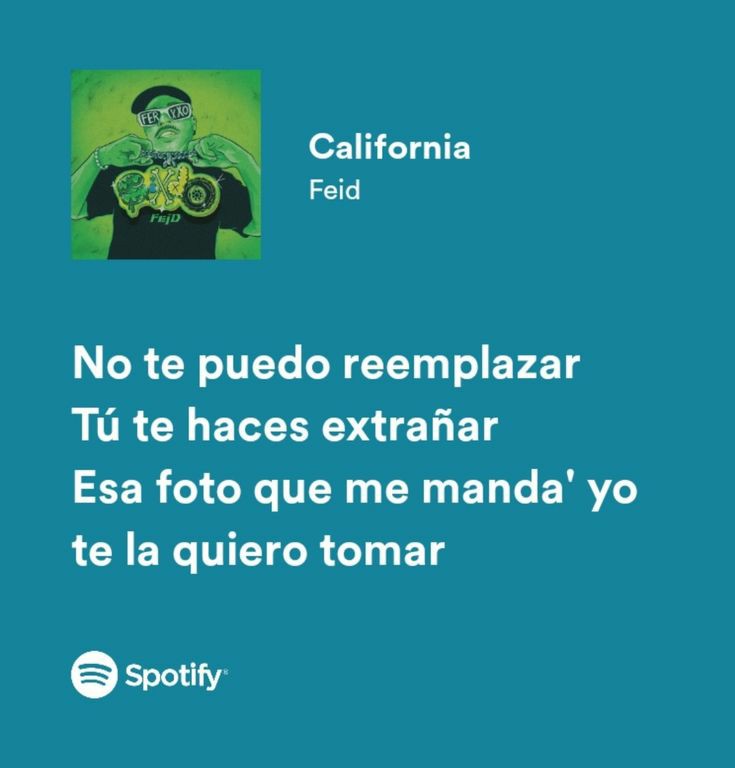 FERXXO
FEID
California
Feid
No te puedo reemplazar
Tú te haces extrañar
Esa foto que me manda' yo
te la quiero tomar
Spotify®